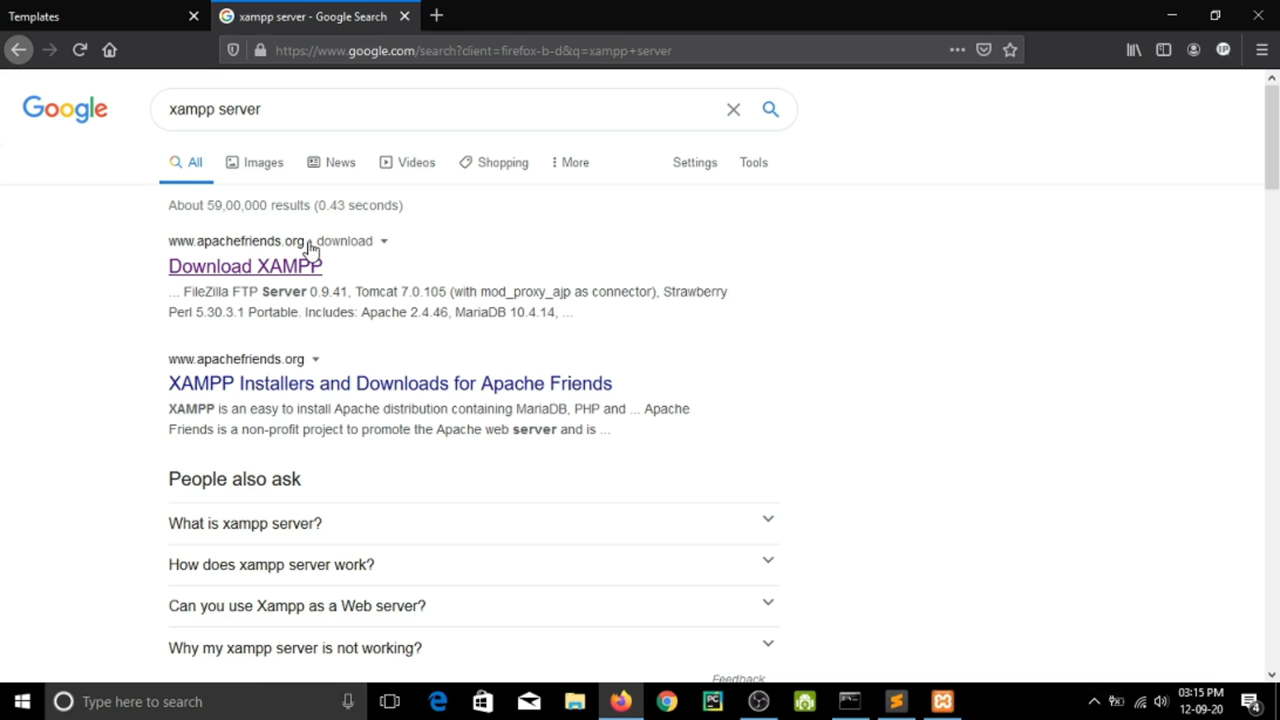 Templates
xampp server - Google Search
https://www.google.com/search?client=firefox-b-d&q=xampp+server
Google
xampp server
All Images News Videos Shopping More Settings Tools
About 59,00,000 results (0.43 seconds)
www.apachefriends.org › download
Download XAMPP
... FileZilla FTP Server 0.9.41, Tomcat 7.0.105 (with mod_proxy_ajp as connector), Strawberry
Perl 5.30.3.1 Portable. Includes: Apache 2.4.46, MariaDB 10.4.14, ...
www.apachefriends.org
XAMPP Installers and Downloads for Apache Friends
XAMPP is an easy to install Apache distribution containing MariaDB, PHP and ... Apache
Friends is a non-profit project to promote the Apache web server and is ...
People also ask
What is xampp server?
How does xampp server work?
Can you use Xampp as a Web server?
Why my xampp server is not working?
Feedback
Type here to search
PC
03:15 PM
12-09-20
4